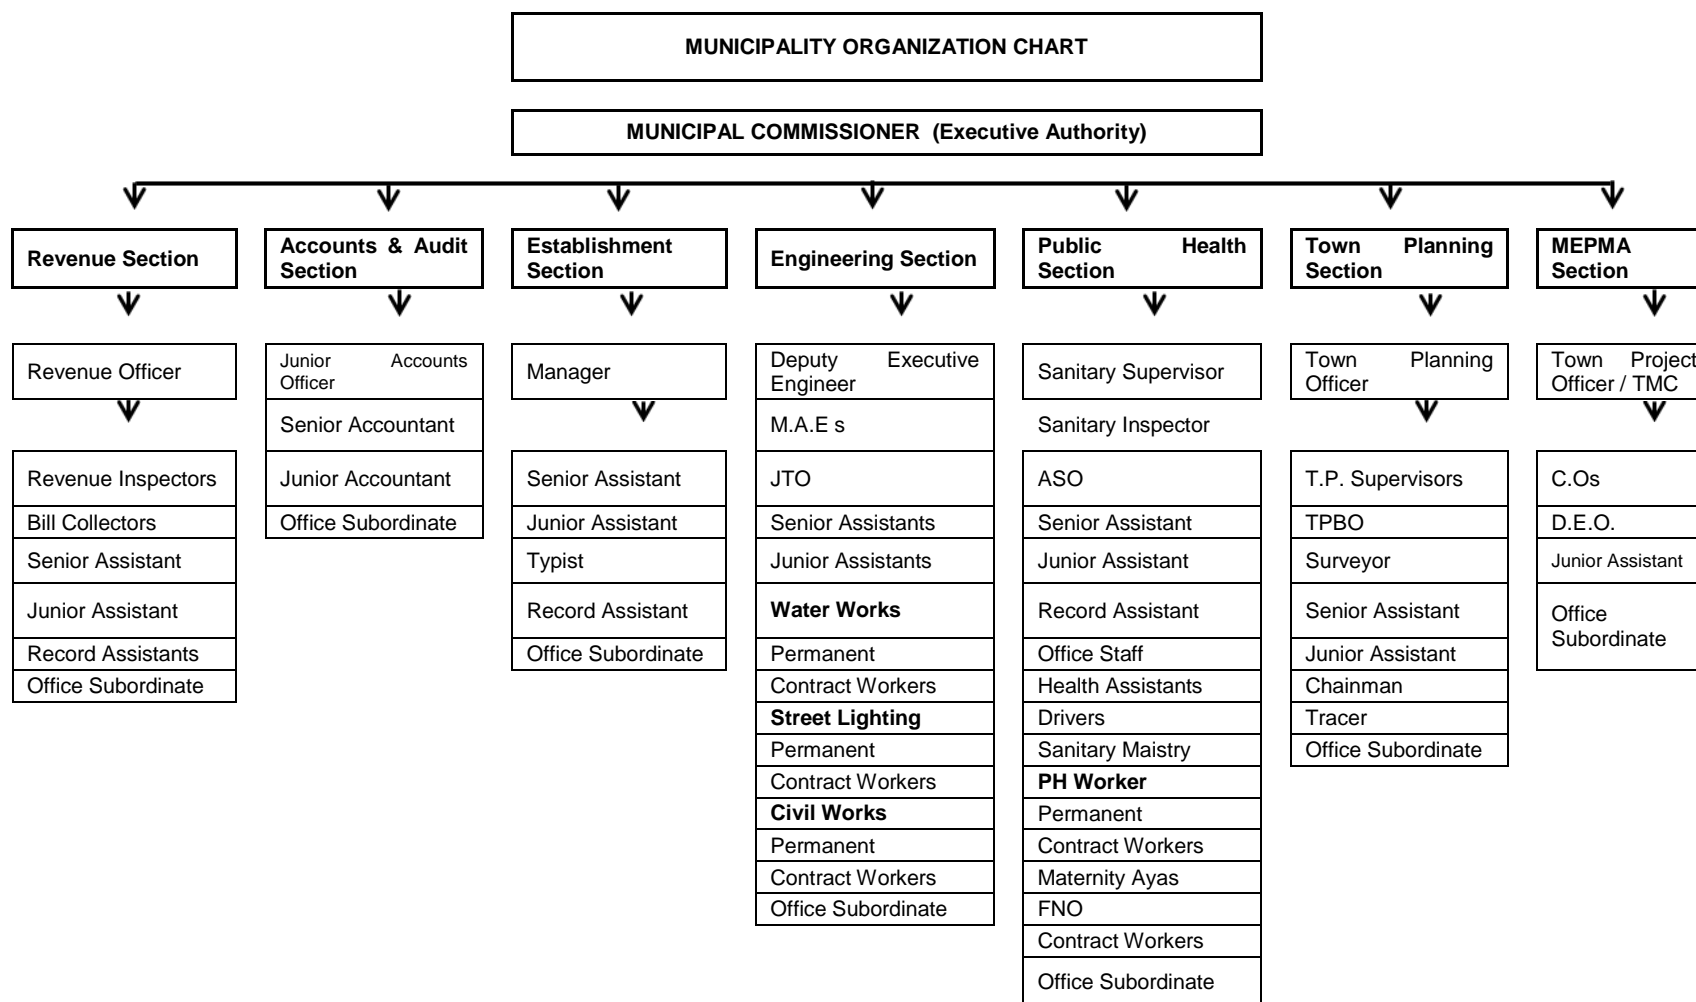 MUNICIPALITY ORGANIZATION CHART
MUNICIPAL COMMISSIONER (Executive Authority)
Revenue Section
Revenue Officer
Revenue Inspectors
Bill Collectors
Senior Assistant
Junior Assistant
Record Assistants
Office Subordinate
Accounts & Audit
Section
Junior Accounts
Officer
Senior Accountant
Junior Accountant
Office Subordinate
Establishment
Section
Manager
Senior Assistant
Junior Assistant
Typist
Record Assistant
Office Subordinate
Engineering Section
Deputy Executive
Engineer
M.A.E s
JTO
Senior Assistants
Junior Assistants
Water Works
Permanent
Contract Workers
Street Lighting
Permanent
Contract Workers
Civil Works
Permanent
Contract Workers
Office Subordinate
Public Health
Section
Sanitary Supervisor
Sanitary Inspector
ASO
Senior Assistant
Junior Assistant
Record Assistant
Office Staff
Health Assistants
Drivers
Sanitary Maistry
PH Worker
Permanent
Contract Workers
Maternity Ayas
FNO
Contract Workers
Office Subordinate
Town Planning
Section
Town Planning
Officer
T.P. Supervisors
TPBO
Surveyor
Senior Assistant
Junior Assistant
Chainman
Tracer
Office Subordinate
MEPMA
Section
Town Project
Officer / TMC
C.Os
D.E.O.
Junior Assistant
Office
Subordinate